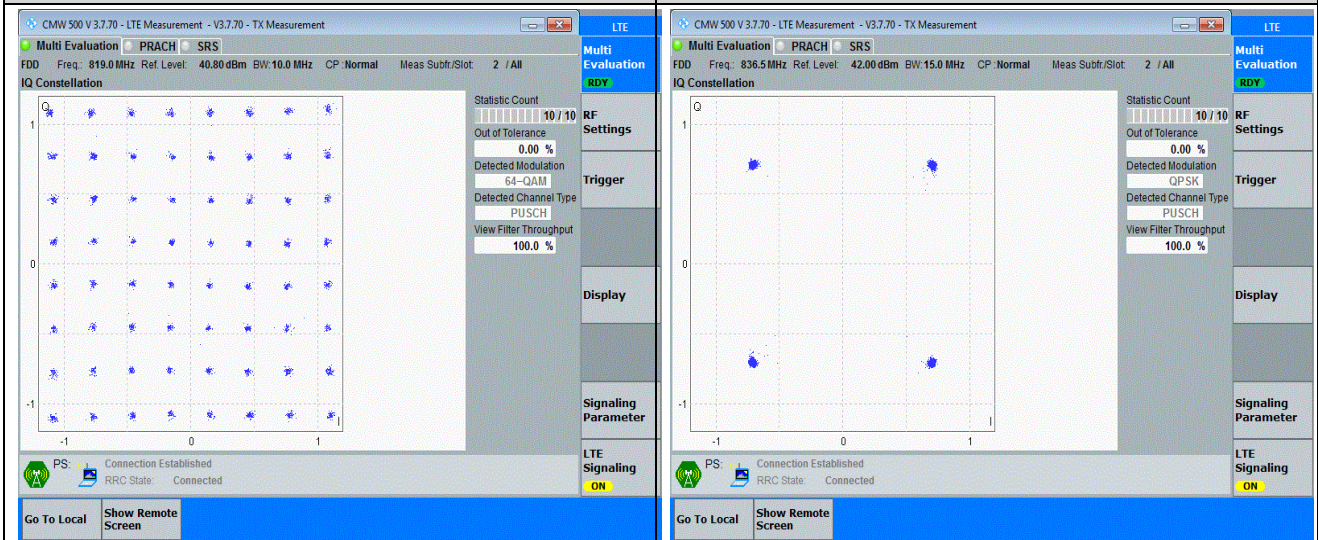 CMW 500 V 3.7.70 - LTE Measurement - V3.7.70 - TX Measurement
LTE
Multi Evaluation PRACH SRS
Multi
Evaluation
RDY
FDD Freq.: 819.0 MHz Ref. Level: 40.80 dBm BW: 10.0 MHz CP : Normal Meas Subfr./Slot: 2 / All
IQ Constellation
Q
1
0
-1
-1 0 1
I
Statistic Count
10 / 10
Out of Tolerance
0.00 %
Detected Modulation
64-QAM
Detected Channel Type
PUSCH
View Filter Throughput
100.0 %
RF
Settings
Trigger
Display
Signaling
Parameter
LTE
Signaling
ON
PS: Connection Established
RRC State: Connected
Go To Local
Show Remote
Screen
CMW 500 V 3.7.70 - LTE Measurement - V3.7.70 - TX Measurement
LTE
Multi Evaluation PRACH SRS
Multi
Evaluation
RDY
FDD Freq.: 836.5 MHz Ref. Level: 42.00 dBm BW: 15.0 MHz CP : Normal Meas Subfr./Slot: 2 / All
IQ Constellation
Q
1
0
-1
-1 0 1
I
Statistic Count
10 / 10
Out of Tolerance
0.00 %
Detected Modulation
QPSK
Detected Channel Type
PUSCH
View Filter Throughput
100.0 %
RF
Settings
Trigger
Display
Signaling
Parameter
LTE
Signaling
ON
PS: Connection Established
RRC State: Connected
Go To Local
Show Remote
Screen